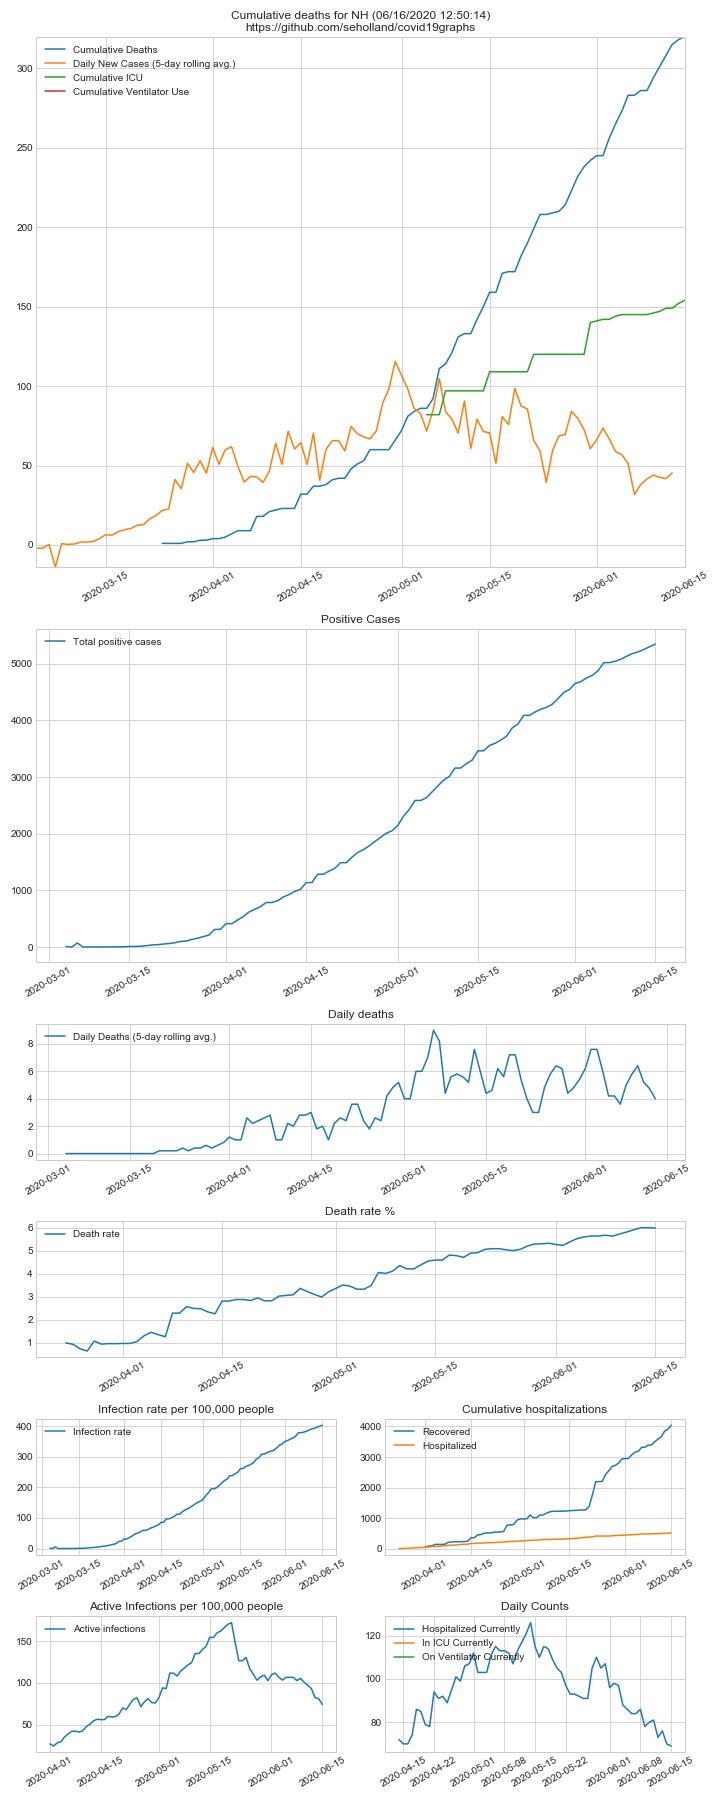 Cumulative deaths for NH (06/16/2020 12:50:14)
https://github.com/seholland/covid19graphs
Cumulative Deaths
Daily New Cases (5-day rolling avg.)
Cumulative ICU
Cumulative Ventilator Use
300
250
200
150
100
50
0
2020-03-15 2020-04-01 2020-04-15 2020-05-01 2020-05-15 2020-06-01 2020-06-15
Positive Cases
Total positive cases
5000
4000
3000
2000
1000
0
2020-03-01 2020-03-15 2020-04-01 2020-04-15 2020-05-01 2020-05-15 2020-06-01 2020-06-15
Daily deaths
Daily Deaths (5-day rolling avg.)
8
6
4
2
0
2020-03-01 2020-03-15 2020-04-01 2020-04-15 2020-05-01 2020-05-15 2020-06-01 2020-06-15
Death rate %
Death rate
6
5
4
3
2
1
2020-04-01 2020-04-15 2020-05-01 2020-05-15 2020-06-01 2020-06-15
Infection rate per 100,000 people
Infection rate
400
300
200
100
0
2020-03-01 2020-03-15 2020-04-01 2020-04-15 2020-05-01 2020-05-15 2020-06-01 2020-06-15
Cumulative hospitalizations
Recovered
Hospitalized
4000
3000
2000
1000
0
2020-04-01 2020-04-15 2020-05-01 2020-05-15 2020-06-01 2020-06-15
Active Infections per 100,000 people
Active infections
150
100
50
2020-04-01 2020-04-15 2020-05-01 2020-05-15 2020-06-01 2020-06-15
Daily Counts
Hospitalized Currently
In ICU Currently
On Ventilator Currently
120
100
80
2020-04-15 2020-04-22 2020-05-01 2020-05-08 2020-05-15 2020-05-22 2020-06-01 2020-06-08 2020-06-15